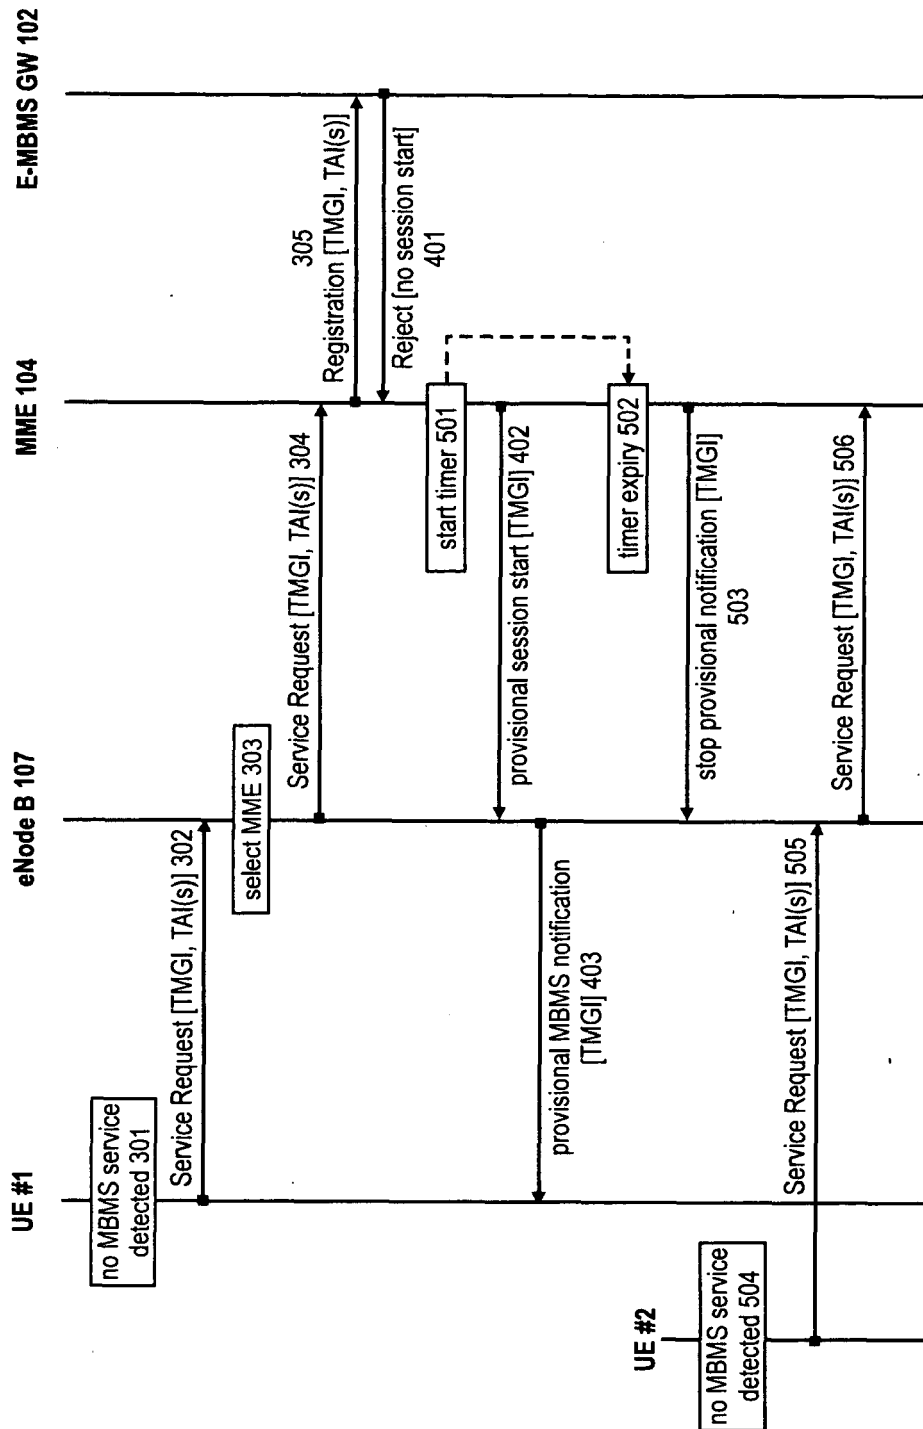 UE #1
eNode B 107
MME 104
E-MBMS GW 102
no MBMS service
detected 301
Service Request [TMGI, TAI(s)] 302
select MME 303
Service Request [TMGI, TAI(s)] 304
305
Registration [TMGI, TAI(s)]
Reject [no session start]
401
start timer 501
provisional session start [TMGI] 402
provisional MBMS notification
[TMGI] 403
timer expiry 502
stop provisional notification [TMGI]
503
UE #2
no MBMS service
detected 504
Service Request [TMGI, TAI(s)] 505
Service Request [TMGI, TAI(s)] 506